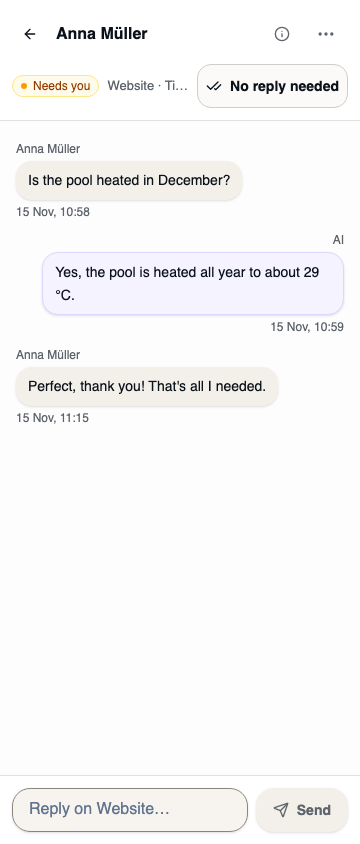 Anna Müller
Needs you
Website · Ti…
No reply needed
Anna Müller
Is the pool heated in December?
15 Nov, 10:58
AI
Yes, the pool is heated all year to about 29
°C.
15 Nov, 10:59
Anna Müller
Perfect, thank you! That's all I needed.
15 Nov, 11:15
Reply on Website…
Send